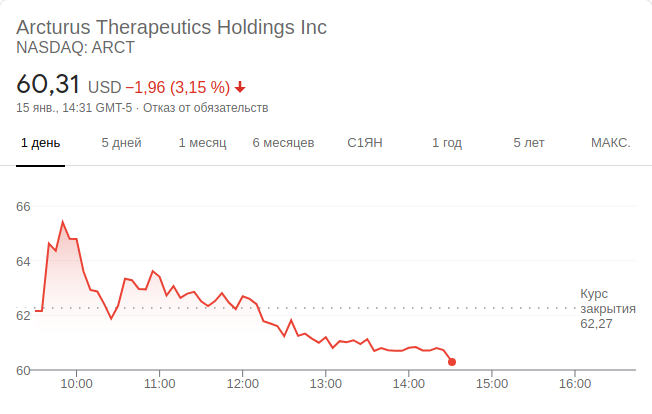 Arcturus Therapeutics Holdings Inc
NASDAQ: ARCT
60,31 USD −1,96 (3,15 %)
15 янв., 14:31 GMT-5 · Отказ от обязательств
1 день 5 дней 1 месяц 6 месяцев С1ЯН 1 год 5 лет МАКС.
66
64
Курс
закрытия
62,27
62
60
10:00 11:00 12:00 13:00 14:00 15:00 16:00